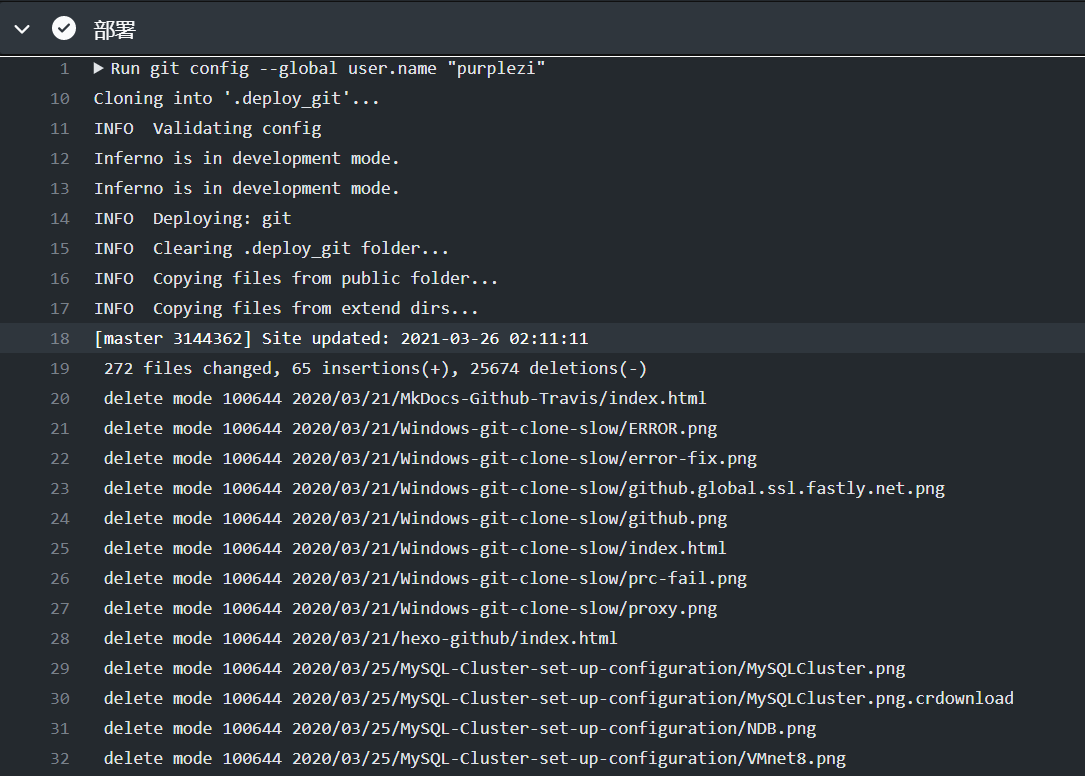 部署
1 Run git config --global user.name "purplezi"
10 Cloning into '.deploy_git'...
11 INFO  Validating config
12 Inferno is in development mode.
13 Inferno is in development mode.
14 INFO  Deploying: git
15 INFO  Clearing .deploy_git folder...
16 INFO  Copying files from public folder...
17 INFO  Copying files from extend dirs...
18 [master 3144362] Site updated: 2021-03-26 02:11:11
19 272 files changed, 65 insertions(+), 25674 deletions(-)
20 delete mode 100644 2020/03/21/MkDocs-Github-Travis/index.html
21 delete mode 100644 2020/03/21/Windows-git-clone-slow/ERROR.png
22 delete mode 100644 2020/03/21/Windows-git-clone-slow/error-fix.png
23 delete mode 100644 2020/03/21/Windows-git-clone-slow/github.global.ssl.fastly.net.png
24 delete mode 100644 2020/03/21/Windows-git-clone-slow/github.png
25 delete mode 100644 2020/03/21/Windows-git-clone-slow/index.html
26 delete mode 100644 2020/03/21/Windows-git-clone-slow/prc-fail.png
27 delete mode 100644 2020/03/21/Windows-git-clone-slow/proxy.png
28 delete mode 100644 2020/03/21/hexo-github/index.html
29 delete mode 100644 2020/03/25/MySQL-Cluster-set-up-configuration/MySQLCluster.png
30 delete mode 100644 2020/03/25/MySQL-Cluster-set-up-configuration/MySQLCluster.png.crdownload
31 delete mode 100644 2020/03/25/MySQL-Cluster-set-up-configuration/NDB.png
32 delete mode 100644 2020/03/25/MySQL-Cluster-set-up-configuration/VMnet8.png